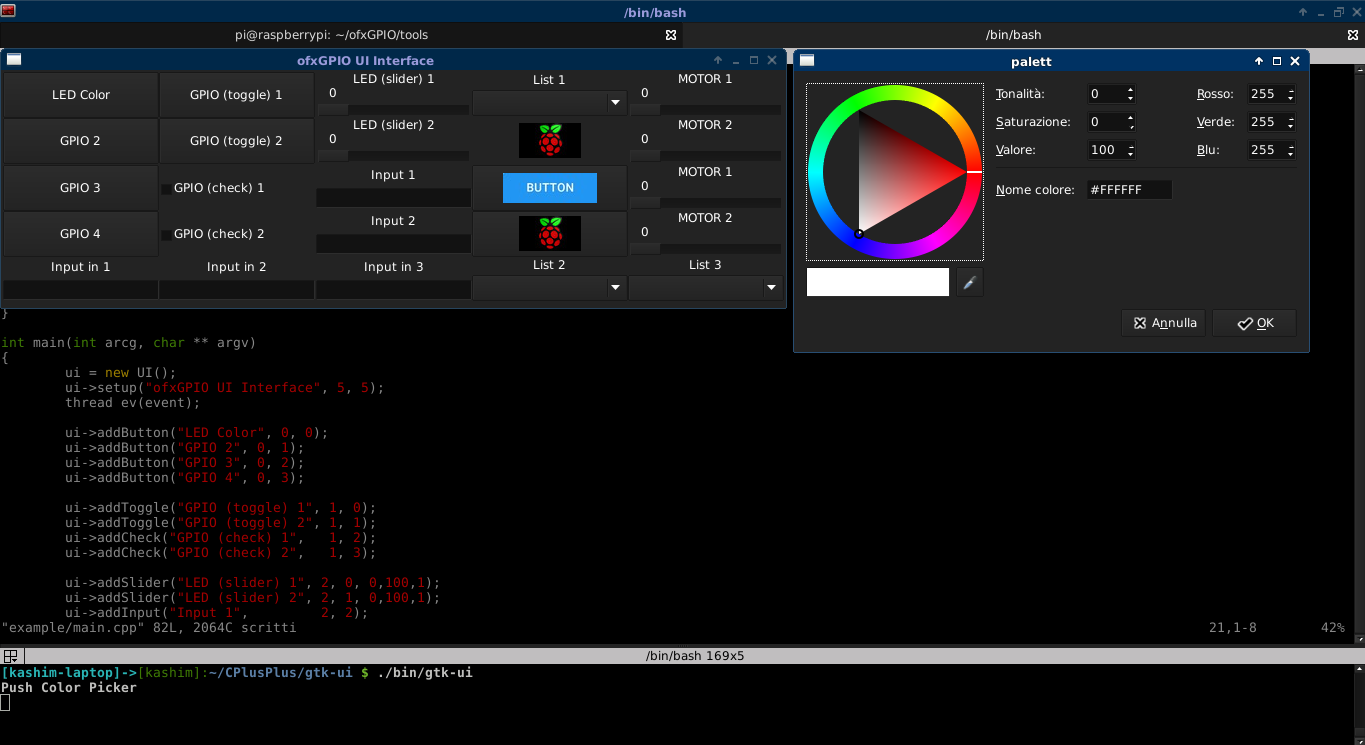 /bin/bash
pi@raspberrypi: ~/ofxGPIO/tools
/bin/bash
ofxGPIO UI Interface
LED Color
GPIO (toggle) 1
LED (slider) 1
0
List 1
MOTOR 1
0
GPIO 2
GPIO (toggle) 2
LED (slider) 2
0
MOTOR 2
0
GPIO 3
GPIO (check) 1
Input 1
BUTTON
MOTOR 1
0
GPIO 4
GPIO (check) 2
Input 2
MOTOR 2
0
Input in 1
Input in 2
Input in 3
List 2
List 3
palett
Tonalità: 0
Rosso: 255
Saturazione: 0
Verde: 255
Valore: 100
Blu: 255
Nome colore: #FFFFFF
Annulla
OK
}
int main(int arcg, char ** argv)
{
ui = new UI();
ui->setup("ofxGPIO UI Interface", 5, 5);
thread ev(event);
ui->addButton("LED Color", 0, 0);
ui->addButton("GPIO 2", 0, 1);
ui->addButton("GPIO 3", 0, 2);
ui->addButton("GPIO 4", 0, 3);
ui->addToggle("GPIO (toggle) 1", 1, 0);
ui->addToggle("GPIO (toggle) 2", 1, 1);
ui->addCheck("GPIO (check) 1",   1, 2);
ui->addCheck("GPIO (check) 2",   1, 3);
ui->addSlider("LED (slider) 1", 2, 0, 0,100,1);
ui->addSlider("LED (slider) 2", 2, 1, 0,100,1);
ui->addInput("Input 1",         2, 2);
"example/main.cpp" 82L, 2064C scritti
21,1-8
42%
/bin/bash 169x5
[kashim-laptop]->[kashim]:~/CPlusPlus/gtk-ui $ ./bin/gtk-ui
Push Color Picker